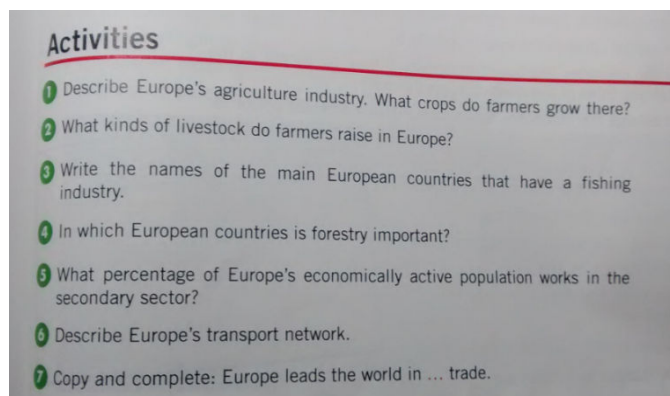 Activities
1 Describe Europe's agriculture industry. What crops do farmers grow there?
2 What kinds of livestock do farmers raise in Europe?
3 Write the names of the main European countries that have a fishing
industry.
4 In which European countries is forestry important?
5 What percentage of Europe's economically active population works in the
secondary sector?
6 Describe Europe's transport network.
7 Copy and complete: Europe leads the world in ... trade.